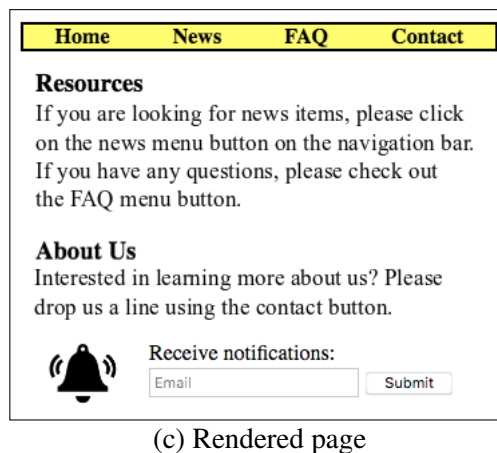 Home News FAQ Contact
Resources
If you are looking for news items, please click
on the news menu button on the navigation bar.
If you have any questions, please check out
the FAQ menu button.
About Us
Interested in learning more about us? Please
drop us a line using the contact button.
Receive notifications:
Email Submit
(c) Rendered page